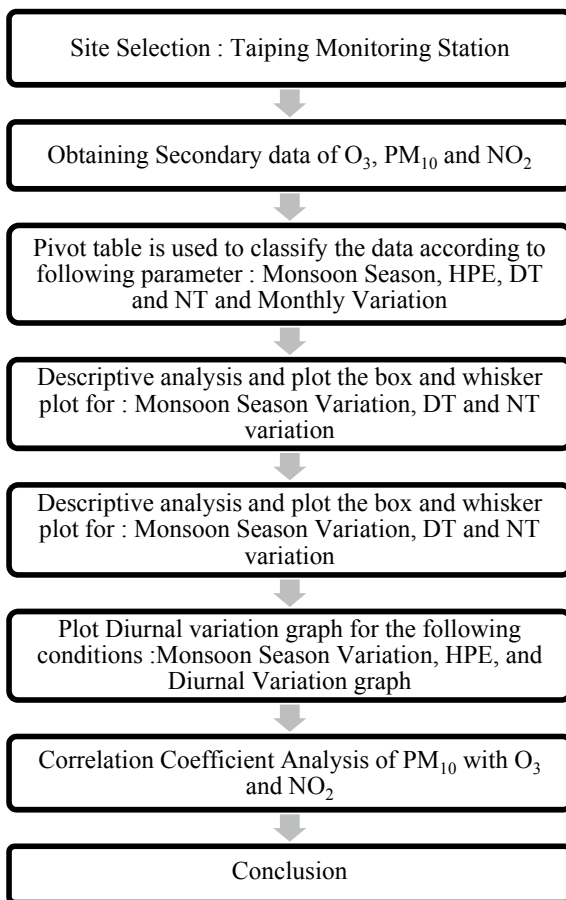 Site Selection : Taiping Monitoring Station
Obtaining Secondary data of O₃, PM₁₀ and NO₂
Pivot table is used to classify the data according to
following parameter : Monsoon Season, HPE, DT
and NT and Monthly Variation
Descriptive analysis and plot the box and whisker
plot for : Monsoon Season Variation, DT and NT
variation
Descriptive analysis and plot the box and whisker
plot for : Monsoon Season Variation, DT and NT
variation
Plot Diurnal variation graph for the following
conditions :Monsoon Season Variation, HPE, and
Diurnal Variation graph
Correlation Coefficient Analysis of PM₁₀ with O₃
and NO₂
Conclusion